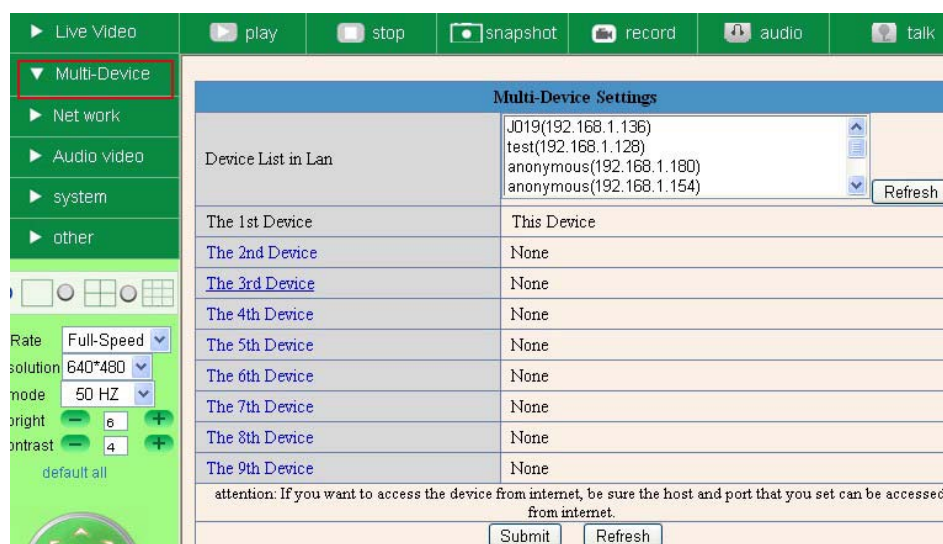 Live Video
play
stop
snapshot
record
audio
talk
Multi-Device
Net work
Audio video
system
other
Rate Full-Speed
solution 640*480
mode 50 HZ
bright 6
ontrast 4
default all
Multi-Device Settings
Device List in Lan
J019(192.168.1.136)
test(192.168.1.128)
anonymous(192.168.1.180)
anonymous(192.168.1.154)
Refresh
The 1st Device This Device
The 2nd Device None
The 3rd Device None
The 4th Device None
The 5th Device None
The 6th Device None
The 7th Device None
The 8th Device None
The 9th Device None
attention: If you want to access the device from internet, be sure the host and port that you set can be accessed
from internet.
Submit Refresh